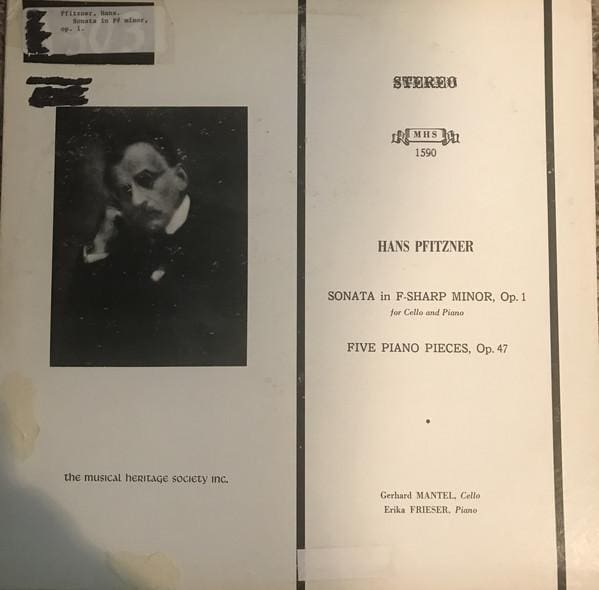 Pfitzner, Hans.
Sonata in F# minor,
op. 1.
STEREO
MHS
1590
HANS PFITZNER
SONATA in F-SHARP MINOR, Op. 1
for Cello and Piano
FIVE PIANO PIECES, Op. 47
the musical heritage society inc.
Gerhard MANTEL, Cello
Erika FRIESER, Piano